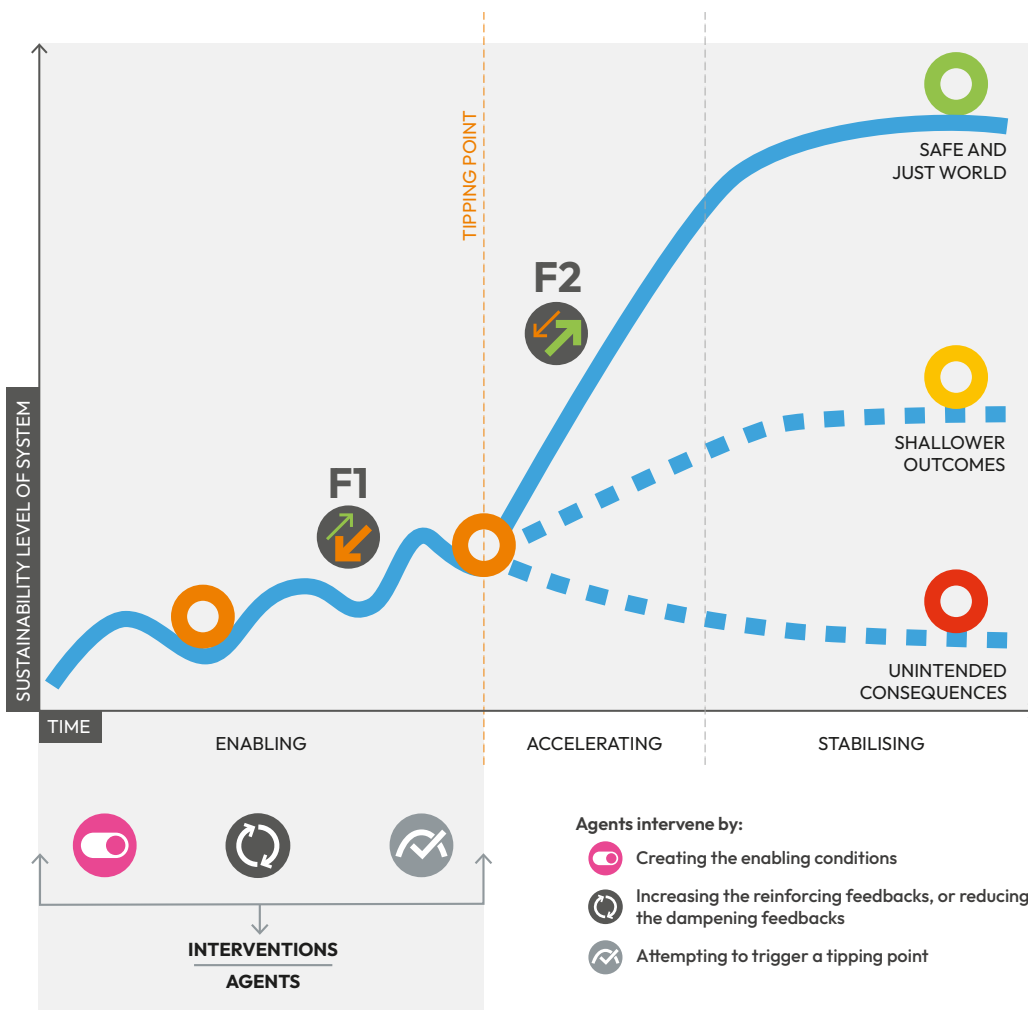 TIPPING POINT
SAFE AND
JUST WORLD
F2
SHALLOWER
OUTCOMES
F1
SUSTAINABILITY LEVEL OF SYSTEM
UNINTENDED
CONSEQUENCES
TIME
ENABLING
ACCELERATING
STABILISING
Agents intervene by:
Creating the enabling conditions
Increasing the reinforcing feedbacks, or reducing
the dampening feedbacks
Attempting to trigger a tipping point
INTERVENTIONS
AGENTS